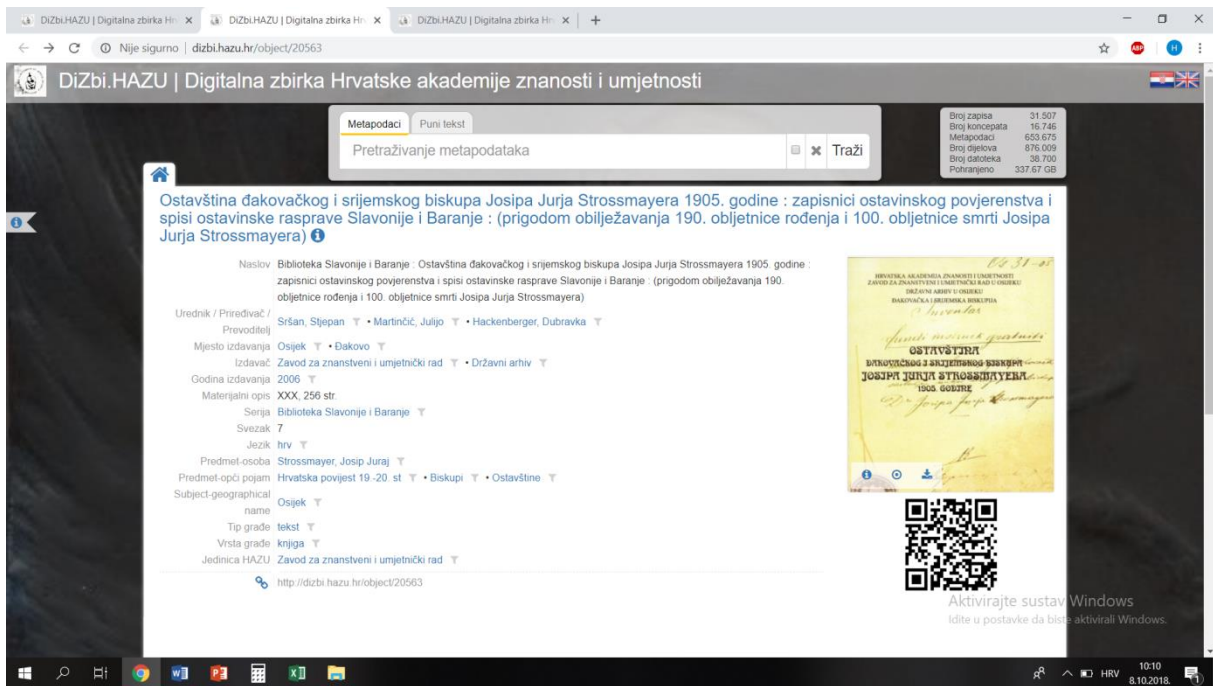 DiZbi.HAZU | Digitalna zbirka Hrv
DiZbi.HAZU | Digitalna zbirka Hrv
DiZbi.HAZU | Digitalna zbirka Hrv
Nije sigurno | dizbi.hazu.hr/object/20563
ABP
H
DiZbi.HAZU | Digitalna zbirka Hrvatske akademije znanosti i umjetnosti
Metapodaci Puni tekst
Pretraživanje metapodataka Traži
Broj zapisa 31.507
Broj koncepata 16.746
Metapodaci 653.675
Broj dijelova 876.009
Broj datoteka 38.700
Pohranjeno 337.67 GB
Ostavština đakovačkog i srijemskog biskupa Josipa Jurja Strossmayera 1905. godine : zapisnici ostavinskog povjerenstva i
spisi ostavinske rasprave Slavonije i Baranje : (prigodom obilježavanja 190. obljetnice rođenja i 100. obljetnice smrti Josipa
Jurja Strossmayera)
Naslov Biblioteka Slavonije i Baranje : Ostavština đakovačkog i srijemskog biskupa Josipa Jurja Strossmayera 1905. godine :
zapisnici ostavinskog povjerenstva i spisi ostavinske rasprave Slavonije i Baranje : (prigodom obilježavanja 190.
obljetnice rođenja i 100. obljetnice smrti Josipa Jurja Strossmayera)
Urednik / Priređivač /
Prevoditelj Sršan, Stjepan • Martinčić, Julijo • Hackenberger, Dubravka
Mjesto izdavanja Osijek • Đakovo
Izdavač Zavod za znanstveni i umjetnički rad • Državni arhiv
Godina izdavanja 2006
Materijalni opis XXX, 256 str.
Serija Biblioteka Slavonije i Baranje
Svezak 7
Jezik hrv
Predmet-osoba Strossmayer, Josip Juraj
Predmet-opći pojam Hrvatska povijest 19.-20. st • Biskupi • Ostavštine
Subject-geographical
name Osijek
Tip građe tekst
Vrsta građe knjiga
Jedinica HAZU Zavod za znanstveni i umjetnički rad
http://dizbi.hazu.hr/object/20563
HRVATSKA AKADEMIJA ZNANOSTI I UMJETNOSTI
ZAVOD ZA ZNANSTVENI I UMJETNIČKI RAD U OSIJEKU
DRŽAVNI ARHIV U OSIJEKU
ĐAKOVAČKA I SRIJEMSKA BISKUPIJA
Inventar
OSTAVŠTINA
ĐAKOVAČKOG I SRIJEMSKOG BISKUPA
JOSIPA JURJA STROSSMAYERA
1905. GODINE
Aktivirajte sustav Windows
Idite u postavke da biste aktivirali Windows.
HRV
10:10
8.10.2018.
1